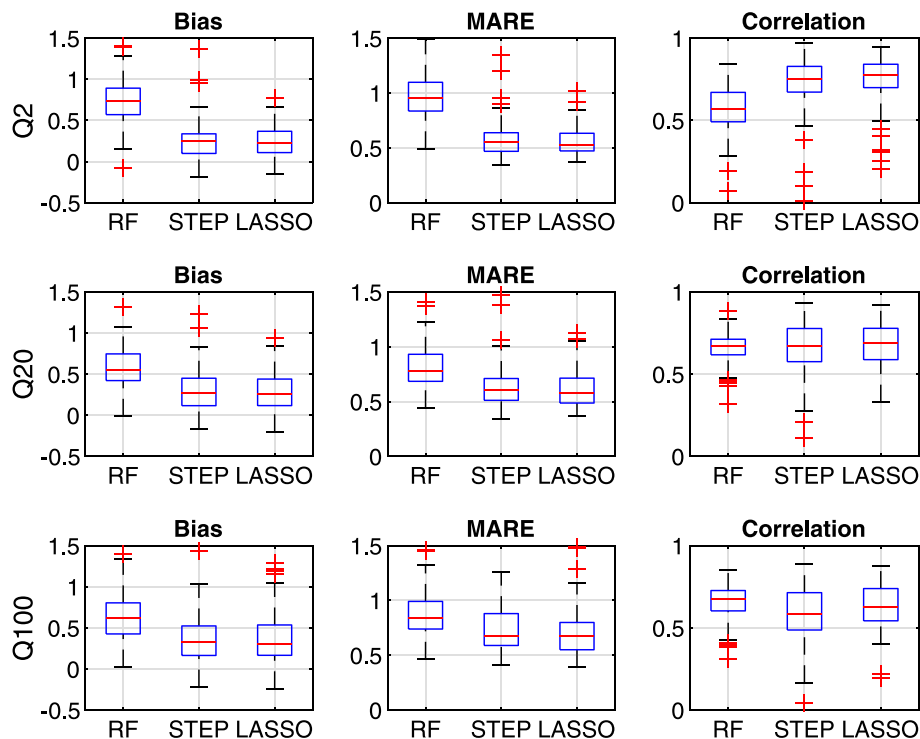 Bias
MARE
Correlation
Q2
1.5
1
0.5
0
-0.5
RF STEP LASSO
1.5
1
0.5
0
RF STEP LASSO
1
0.5
0
RF STEP LASSO
Bias
MARE
Correlation
Q20
1.5
1
0.5
0
-0.5
RF STEP LASSO
1.5
1
0.5
0
RF STEP LASSO
1
0.5
0
RF STEP LASSO
Bias
MARE
Correlation
Q100
1.5
1
0.5
0
-0.5
RF STEP LASSO
1.5
1
0.5
0
RF STEP LASSO
1
0.5
0
RF STEP LASSO